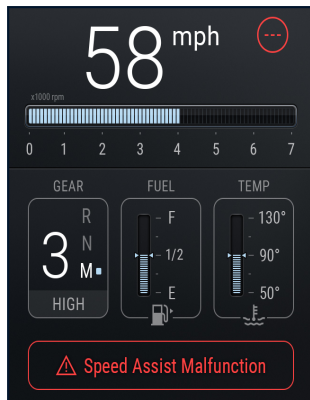 58 mph
---
x1000 rpm
0 1 2 3 4 5 6 7
GEAR FUEL TEMP
R
N
3 M
HIGH
F
1/2
E
130°
90°
50°
Speed Assist Malfunction